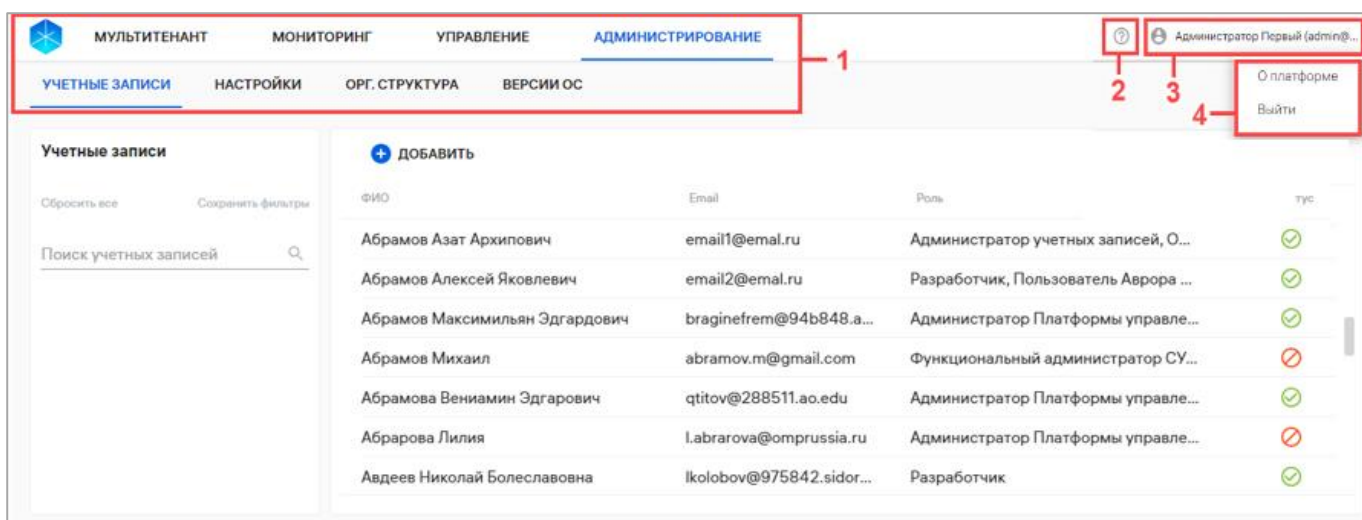 МУЛЬТИТЕНАНТ МОНИТОРИНГ УПРАВЛЕНИЕ АДМИНИСТРИРОВАНИЕ ? Администратор Первый (admin@...
1
2
3
УЧЕТНЫЕ ЗАПИСИ НАСТРОЙКИ ОРГ. СТРУКТУРА ВЕРСИИ ОС
О платформе
4
Выйти
Учетные записи
ДОБАВИТЬ
Сбросить все Сохранить фильтры
ФИО Email Роль тус
Поиск учетных записей
Абрамов Азат Архипович email1@emal.ru Администратор учетных записей, О...
Абрамов Алексей Яковлевич email2@emal.ru Разработчик, Пользователь Аврора ...
Абрамов Максимильян Эдгардович braginefrem@94b848.a... Администратор Платформы управле...
Абрамов Михаил abramov.m@gmail.com Функциональный администратор СУ...
Абрамова Вениамин Эдгарович qtitov@288511.ao.edu Администратор Платформы управле...
Абрарова Лилия l.abrarova@omprussia.ru Администратор Платформы управле...
Авдеев Николай Болеславовна lkolobov@975842.sidor... Разработчик